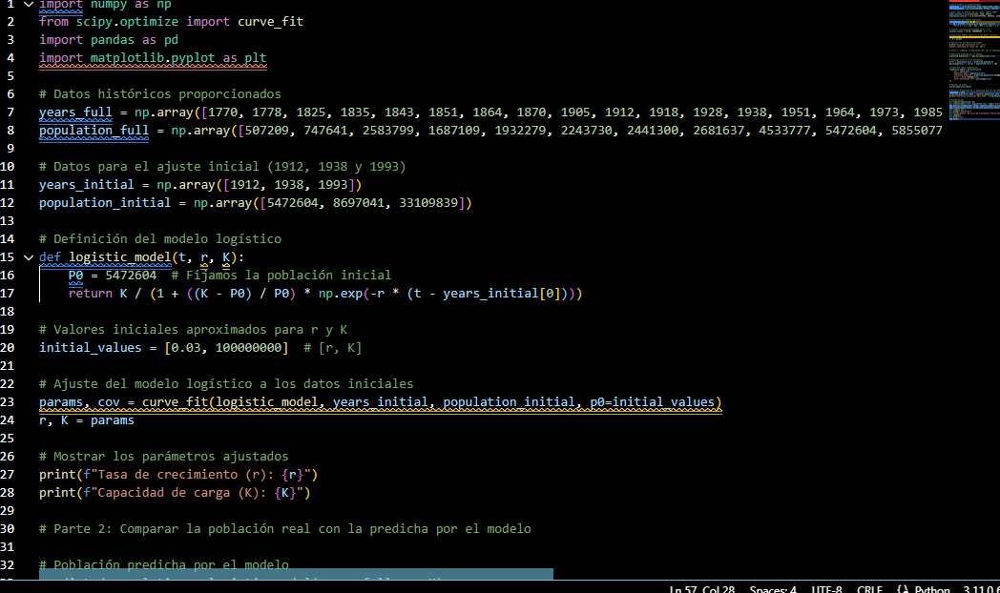 1 import numpy as np
2 from scipy.optimize import curve_fit
3 import pandas as pd
4 import matplotlib.pyplot as plt
5
6 # Datos históricos proporcionados
7 years_full = np.array([1770, 1778, 1825, 1835, 1843, 1851, 1864, 1870, 1905, 1912, 1918, 1928, 1938, 1951, 1964, 1973, 1985
8 population_full = np.array([507209, 747641, 2583799, 1687109, 1932279, 2243730, 2441300, 2681637, 4533777, 5472604, 5855077
9
10 # Datos para el ajuste inicial (1912, 1938 y 1993)
11 years_initial = np.array([1912, 1938, 1993])
12 population_initial = np.array([5472604, 8697041, 33109839])
13
14 # Definición del modelo logístico
15 def logistic_model(t, r, K):
16 P0 = 5472604 # Fijamos la población inicial
17 return K / (1 + ((K - P0) / P0) * np.exp(-r * (t - years_initial[0])))
18
19 # Valores iniciales aproximados para r y K
20 initial_values = [0.03, 100000000] # [r, K]
21
22 # Ajuste del modelo logístico a los datos iniciales
23 params, cov = curve_fit(logistic_model, years_initial, population_initial, p0=initial_values)
24 r, K = params
25
26 # Mostrar los parámetros ajustados
27 print(f"Tasa de crecimiento (r): {r}")
28 print(f"Capacidad de carga (K): {K}")
29
30 # Parte 2: Comparar la población real con la predicha por el modelo
31
32 # Población predicha por el modelo
Ln 57, Col 28 Spaces: 4 UTF-8 CRLF {} Python 3.11.0